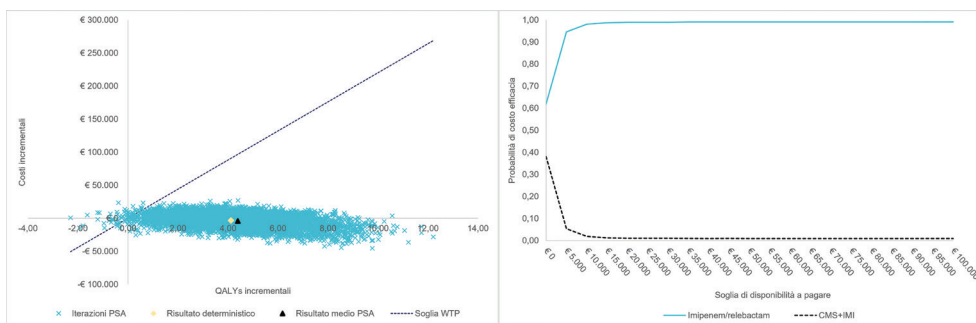 € 300.000
€ 250.000
€ 200.000
€ 150.000
€ 100.000
€ 50.000
€ 0
-€ 50.000
-€ 100.000
Costi incrementali
-4,00 -2,00 0,00 2,00 4,00 6,00 8,00 10,00 12,00 14,00
QALYs incrementali
Iterazioni PSA Risultato deterministico Risultato medio PSA Soglia WTP
1,00
0,90
0,80
0,70
0,60
0,50
0,40
0,30
0,20
0,10
0,00
Probabilità di costo efficacia
€ 0 € 5.000 € 10.000 € 15.000 € 20.000 € 25.000 € 30.000 € 35.000 € 40.000 € 45.000 € 50.000 € 55.000 € 60.000 € 65.000 € 70.000 € 75.000 € 80.000 € 85.000 € 90.000 € 95.000 € 100.000
Soglia di disponibilità a pagare
Imipenem/relebactam CMS+IMI